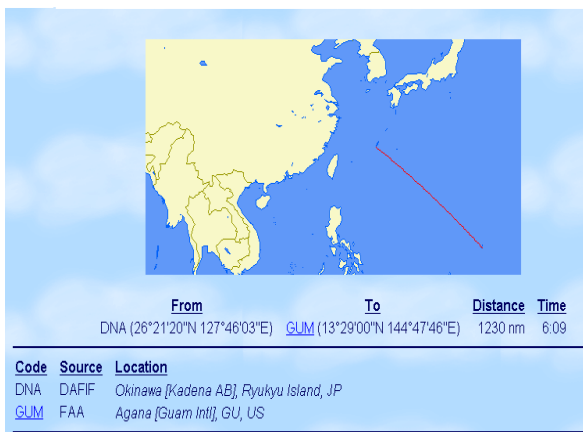 From To Distance Time
DNA (26°21'20"N 127°46'03"E) GUM (13°29'00"N 144°47'46"E) 1230 nm 6:09
Code Source Location
DNA DAFIF Okinawa [Kadena AB], Ryukyu Island, JP
GUM FAA Agana [Guam Intl], GU, US